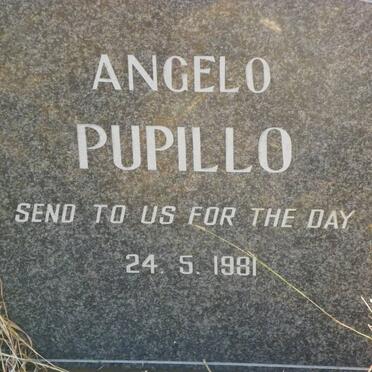 ANGELO
PUPILLO
SEND TO US FOR THE DAY
24. 5. 1981